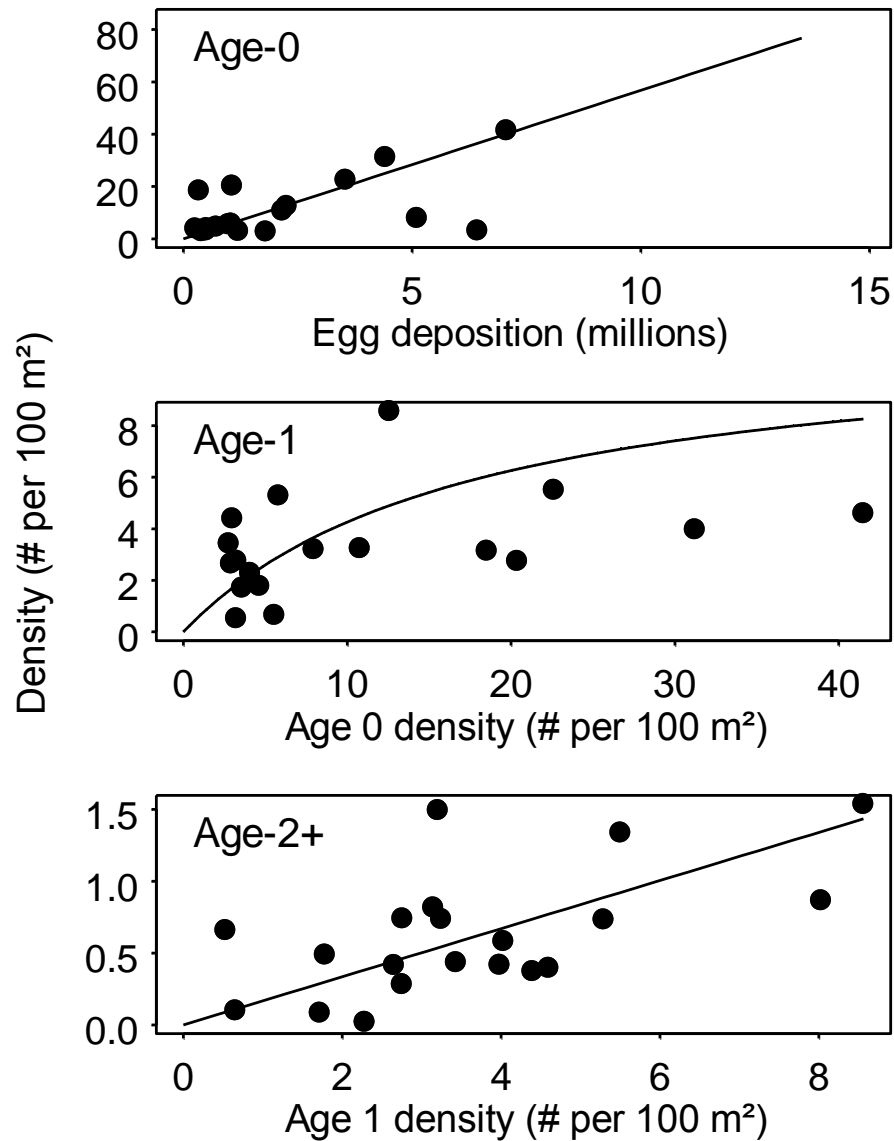 Density (# per 100 m²)
Age-0
80
60
40
20
0
0 5 10 15
Egg deposition (millions)
Age-1
8
6
4
2
0
0 10 20 30 40
Age 0 density (# per 100 m²)
Age-2+
1.5
1.0
0.5
0.0
0 2 4 6 8
Age 1 density (# per 100 m²)